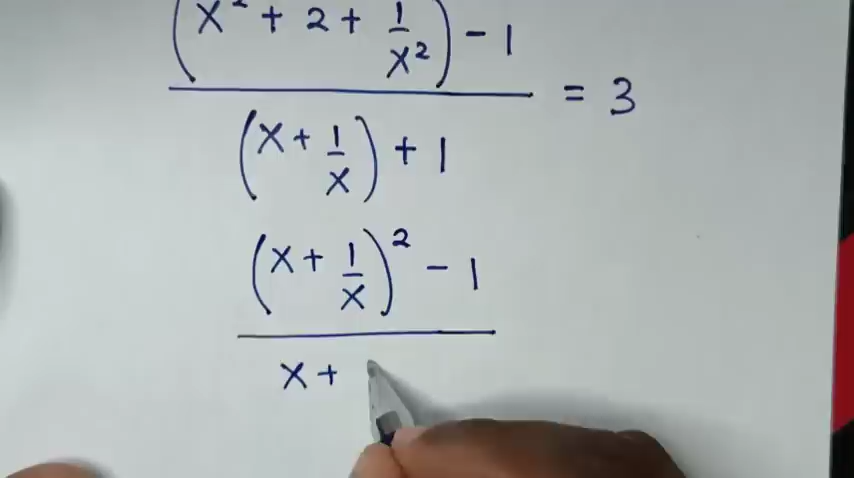 (x² + 2 + 1/x²) - 1
= 3
(x + 1/x) + 1
(x + 1/x)² - 1
x +